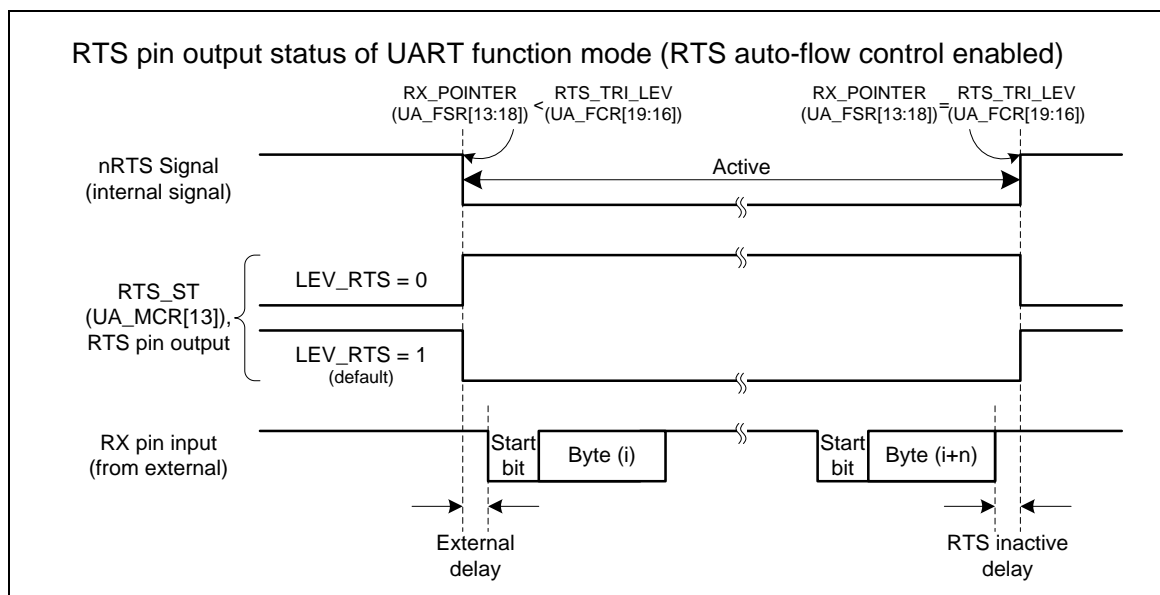 RTS pin output status of UART function mode (RTS auto-flow control enabled)
RX_POINTER
(UA_FSR[13:18])
<
RTS_TRI_LEV
(UA_FCR[19:16])
RX_POINTER
(UA_FSR[13:18])
=
RTS_TRI_LEV
(UA_FCR[19:16])
nRTS Signal
(internal signal)
Active
RTS_ST
(UA_MCR[13]),
RTS pin output
LEV_RTS = 0
LEV_RTS = 1
(default)
RX pin input
(from external)
Start
bit
Byte (i)
Start
bit
Byte (i+n)
External
delay
RTS inactive
delay